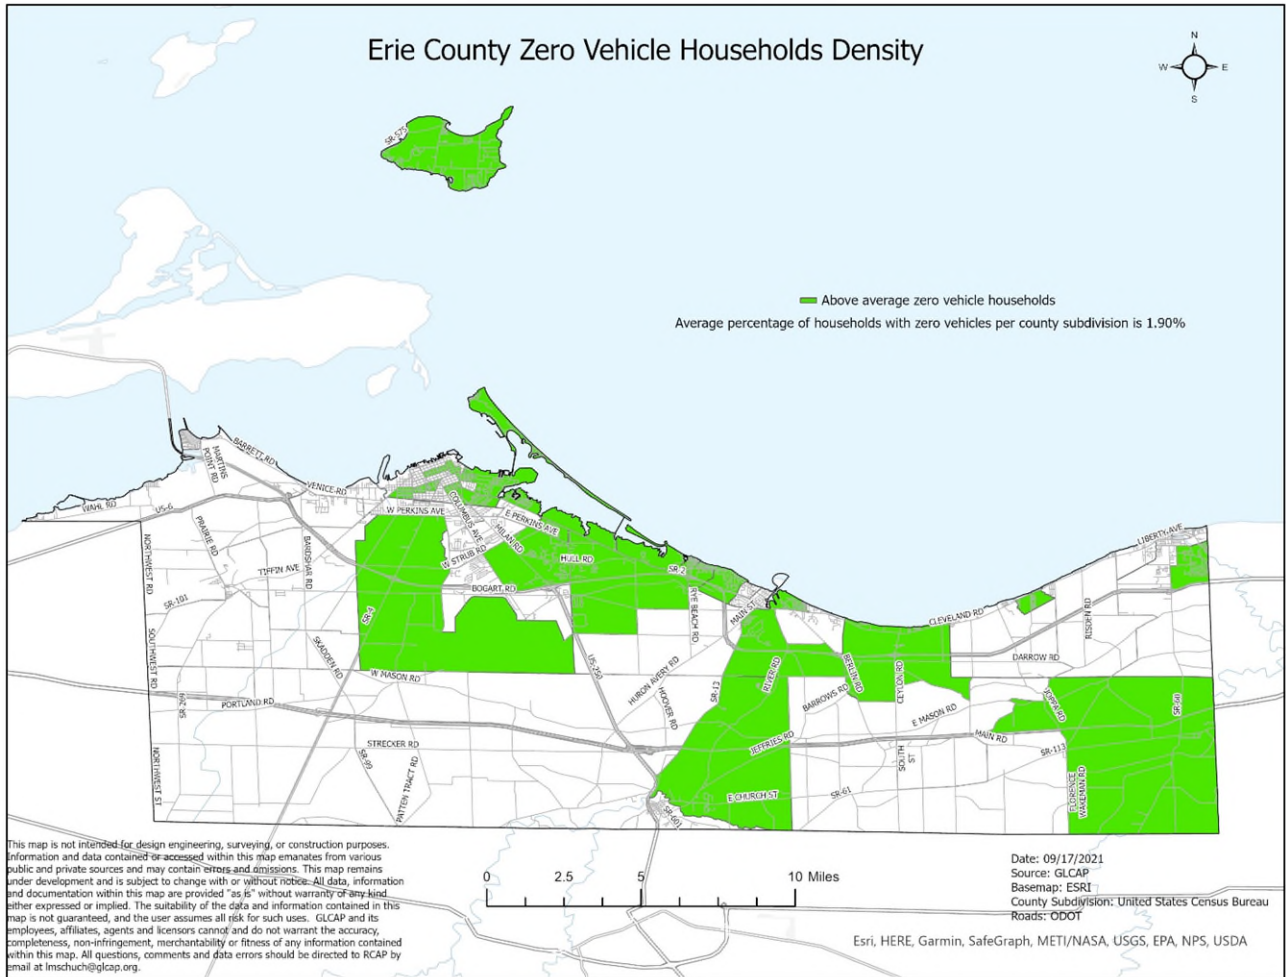 Erie County Zero Vehicle Households Density
N
W E
S
SR-575
Above average zero vehicle households
Average percentage of households with zero vehicles per county subdivision is 1.90%
BARRETT RD
MARTINS
POINT RD
VENICE RD
WAHL RD
US-6
W PERKINS AVE
COLUMBUS AVE
E PERKINS AVE
MILAN RD
W STRUB RD
HULL RD
SR-2
LIBERTY AVE
PRAIRIE RD
NORTHWEST RD
BARDSHAR RD
TIFFIN AVE
BOGART RD
RYE BEACH RD
MAIN ST
CLEVELAND RD
RISDEN RD
SR-101
SR-4
SOUTHWEST RD
SKADDEN RD
W MASON RD
US-250
HURON AVERY RD
HOOVER RD
SR-13
RIVER RD
BERLIN RD
CEYLON RD
DARROW RD
BARROWS RD
SR-269
PORTLAND RD
E MASON RD
JOPPA RD
SR-60
STRECKER RD
JEFFRIES RD
MAIN RD
SR-113
NORTHWEST ST
SR-99
PATTEN TRACT RD
SOUTH
ST
E CHURCH ST
SR-61
FLORENCE
WAKEMAN RD
SR-601
This map is not intended for design engineering, surveying, or construction purposes.
Information and data contained or accessed within this map emanates from various
public and private sources and may contain errors and omissions. This map remains
under development and is subject to change with or without notice. All data, information
and documentation within this map are provided "as is" without warranty of any kind
either expressed or implied. The suitability of the data and information contained in this
map is not guaranteed, and the user assumes all risk for such uses. GLCAP and its
employees, affiliates, agents and licensors cannot and do not warrant the accuracy,
completeness, non-infringement, merchantability or fitness of any information contained
within this map. All questions, comments and data errors should be directed to RCAP by
email at lmschuch@glcap.org.
0 2.5 5 10 Miles
Date: 09/17/2021
Source: GLCAP
Basemap: ESRI
County Subdivision: United States Census Bureau
Roads: ODOT
Esri, HERE, Garmin, SafeGraph, METI/NASA, USGS, EPA, NPS, USDA